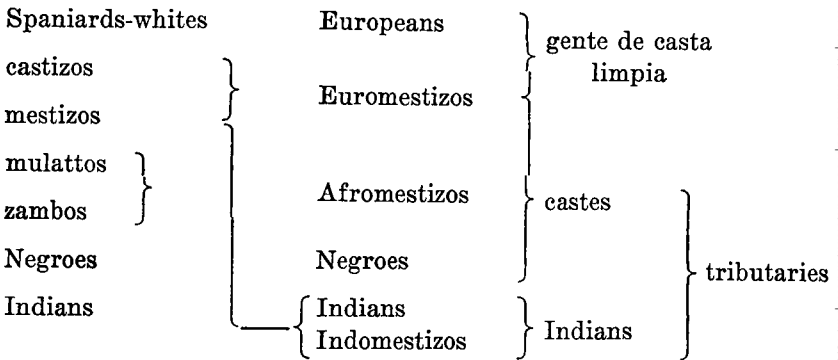 Spaniards-whites
castizos
mestizos
mulattos
zambos
Negroes
Indians
Europeans
Euromestizos
Afromestizos
Negroes
Indians
Indomestizos
gente de casta
limpia
castes
Indians
tributaries